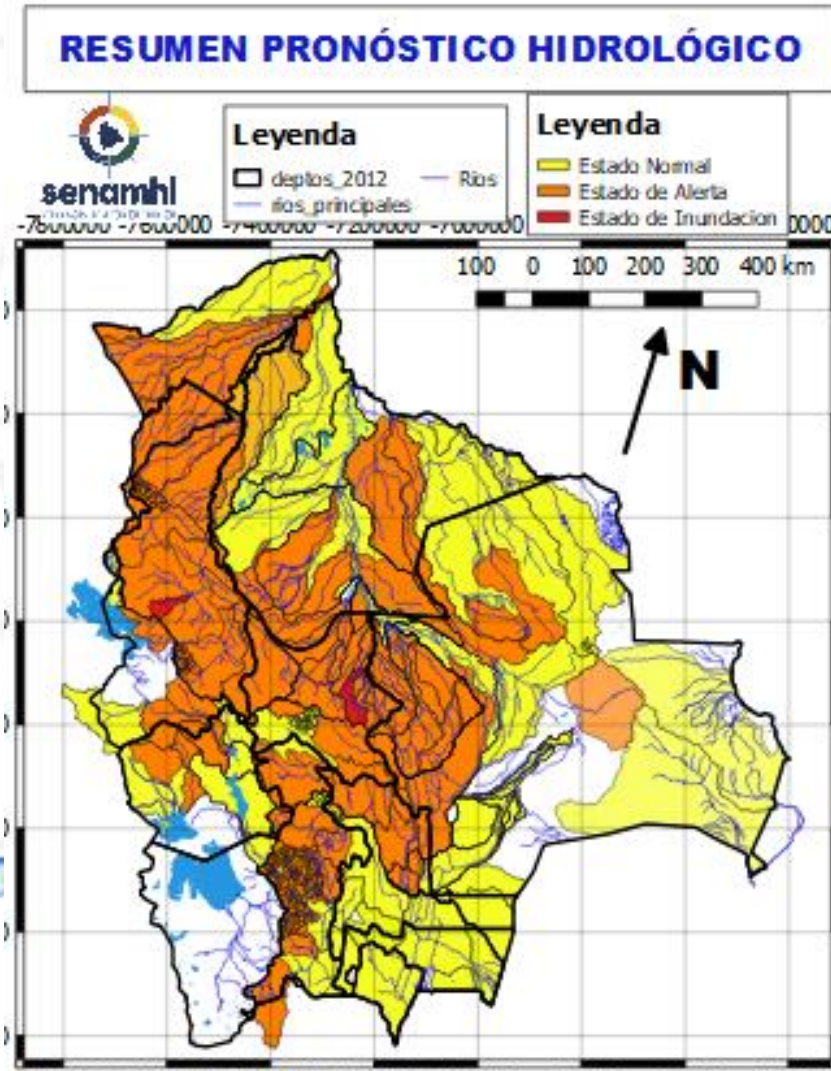 RESUMEN PRONÓSTICO HIDROLÓGICO
senamhi
Leyenda
deptos_2012
Rios
rios_principales
Leyenda
Estado Normal
Estado de Alerta
Estado de Inundacion
-7800000 -7600000 -7400000 -7200000 -7000000
100 0 100 200 300 400 km
N